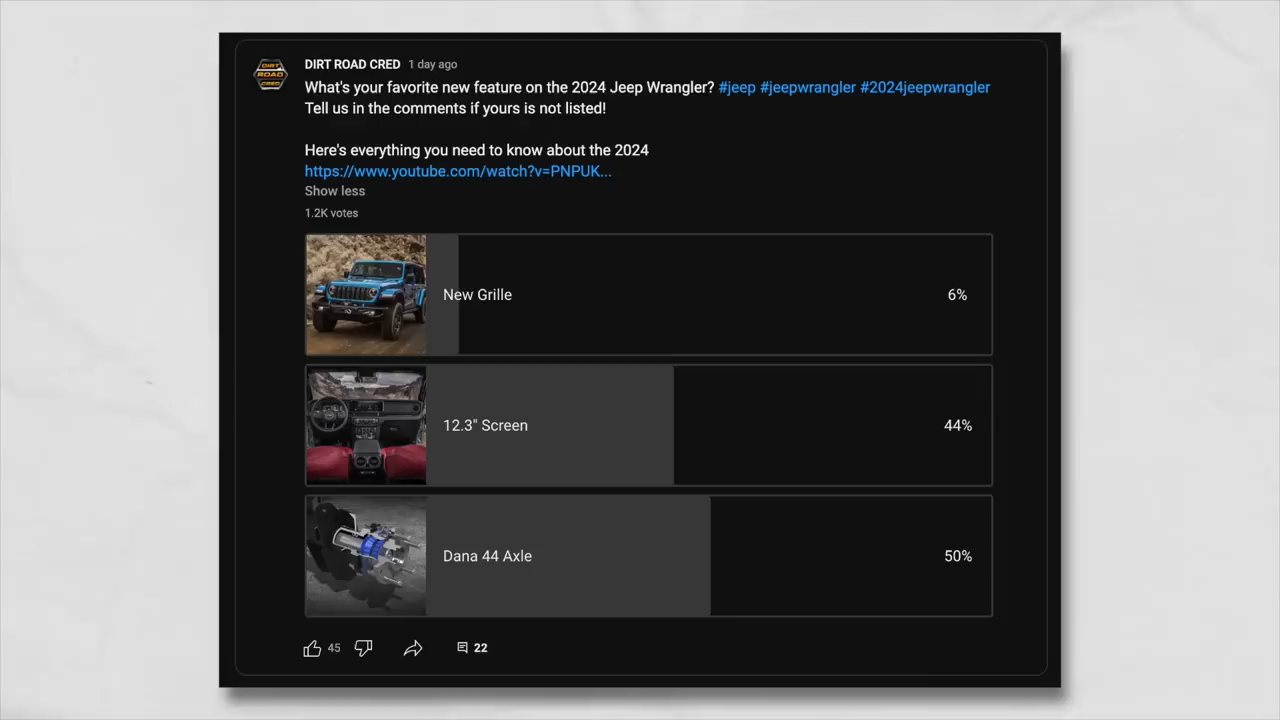 DIRT ROAD CRED 1 day ago
What's your favorite new feature on the 2024 Jeep Wrangler? #jeep #jeepwrangler #2024jeepwrangler
Tell us in the comments if yours is not listed!
Here's everything you need to know about the 2024
https://www.youtube.com/watch?v=PNPUK...
Show less
1.2K votes
New Grille 6%
12.3" Screen 44%
Dana 44 Axle 50%
45 22
DIRT
ROAD
CRED